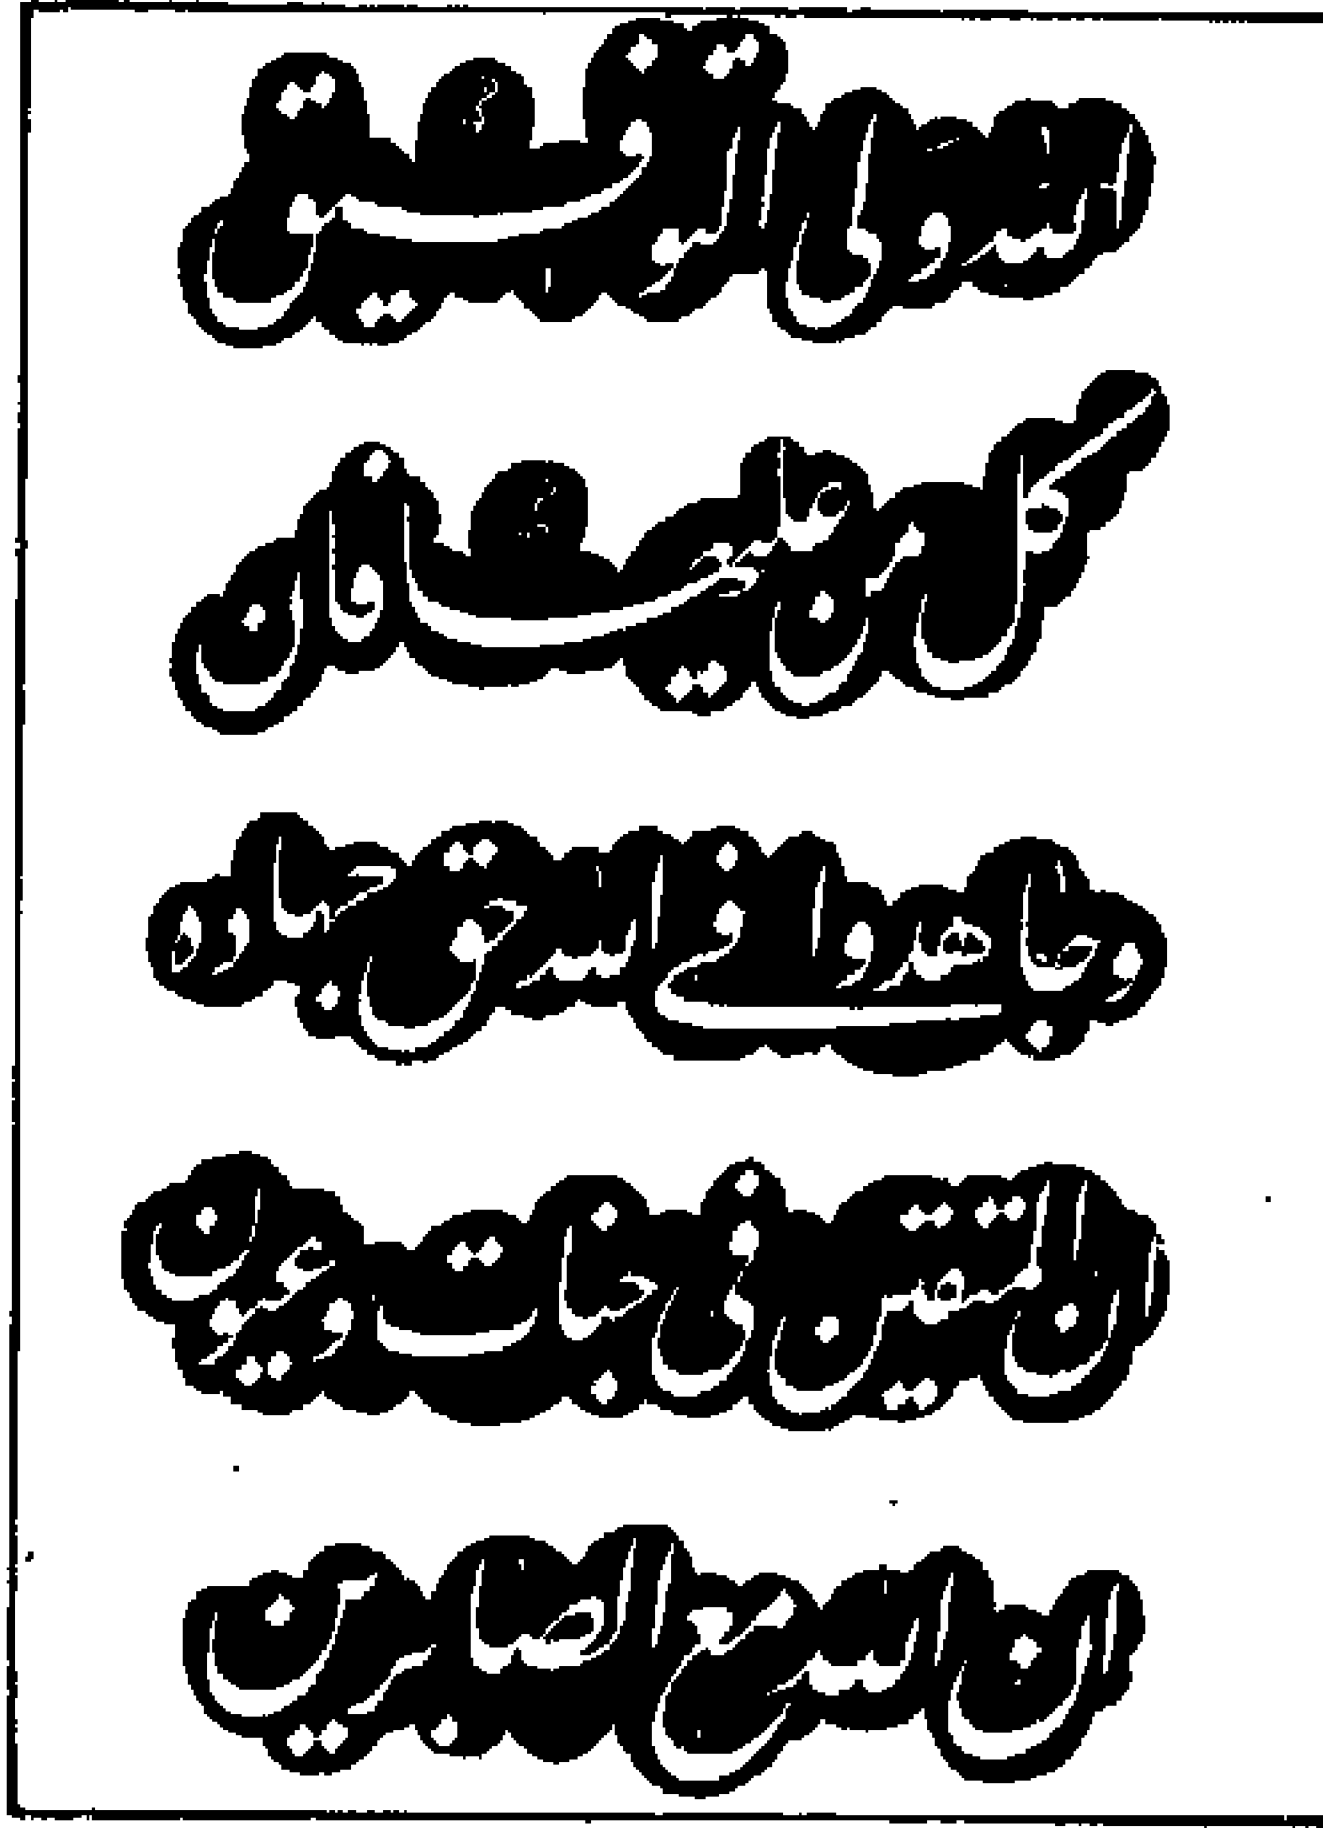 الله ولي التوفيق
كل من عليها فان
وجاهدوا في الله حق جهاده
ان المتقين في جنات وعيون
ان الله مع الصابرين